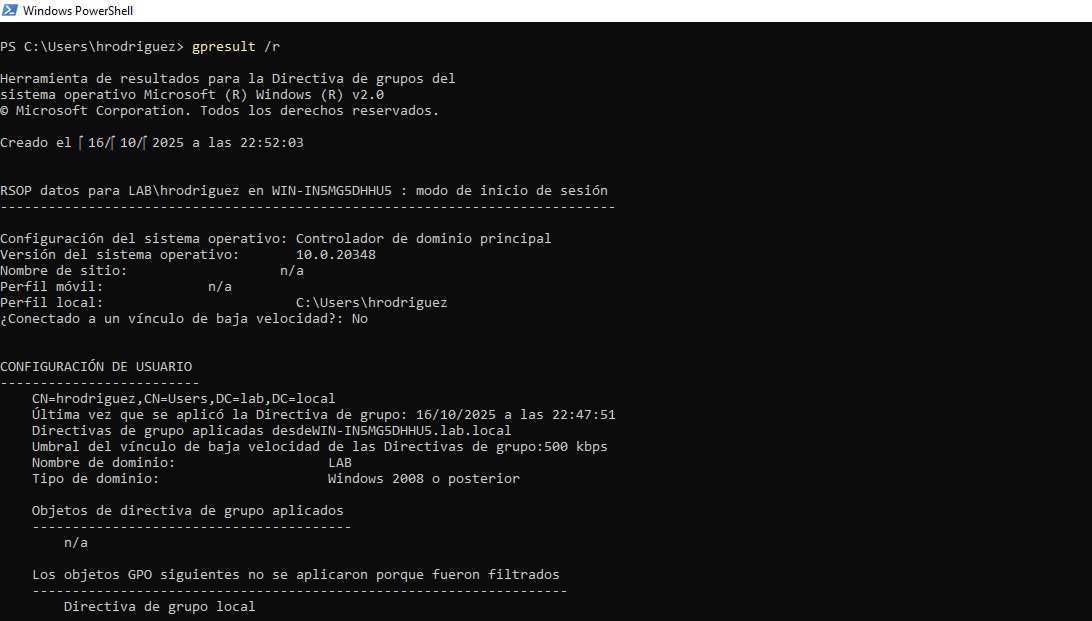 Windows PowerShell
PS C:\Users\hrodriguez> gpresult /r
Herramienta de resultados para la Directiva de grupos del
sistema operativo Microsoft (R) Windows (R) v2.0
© Microsoft Corporation. Todos los derechos reservados.
Creado el 16/ 10/ 2025 a las 22:52:03
RSOP datos para LAB\hrodriguez en WIN-IN5MG5DHHU5 : modo de inicio de sesión
-----------------------------------------------------------------------------
Configuración del sistema operativo: Controlador de dominio principal
Versión del sistema operativo:       10.0.20348
Nombre de sitio:                   n/a
Perfil móvil:             n/a
Perfil local:                        C:\Users\hrodriguez
¿Conectado a un vínculo de baja velocidad?: No
CONFIGURACIÓN DE USUARIO
-------------------------
CN=hrodriguez,CN=Users,DC=lab,DC=local
Última vez que se aplicó la Directiva de grupo: 16/10/2025 a las 22:47:51
Directivas de grupo aplicadas desdeWIN-IN5MG5DHHU5.lab.local
Umbral del vínculo de baja velocidad de las Directivas de grupo:500 kbps
Nombre de dominio:                   LAB
Tipo de dominio:                     Windows 2008 o posterior
Objetos de directiva de grupo aplicados
----------------------------------------
n/a
Los objetos GPO siguientes no se aplicaron porque fueron filtrados
-------------------------------------------------------------------
Directiva de grupo local